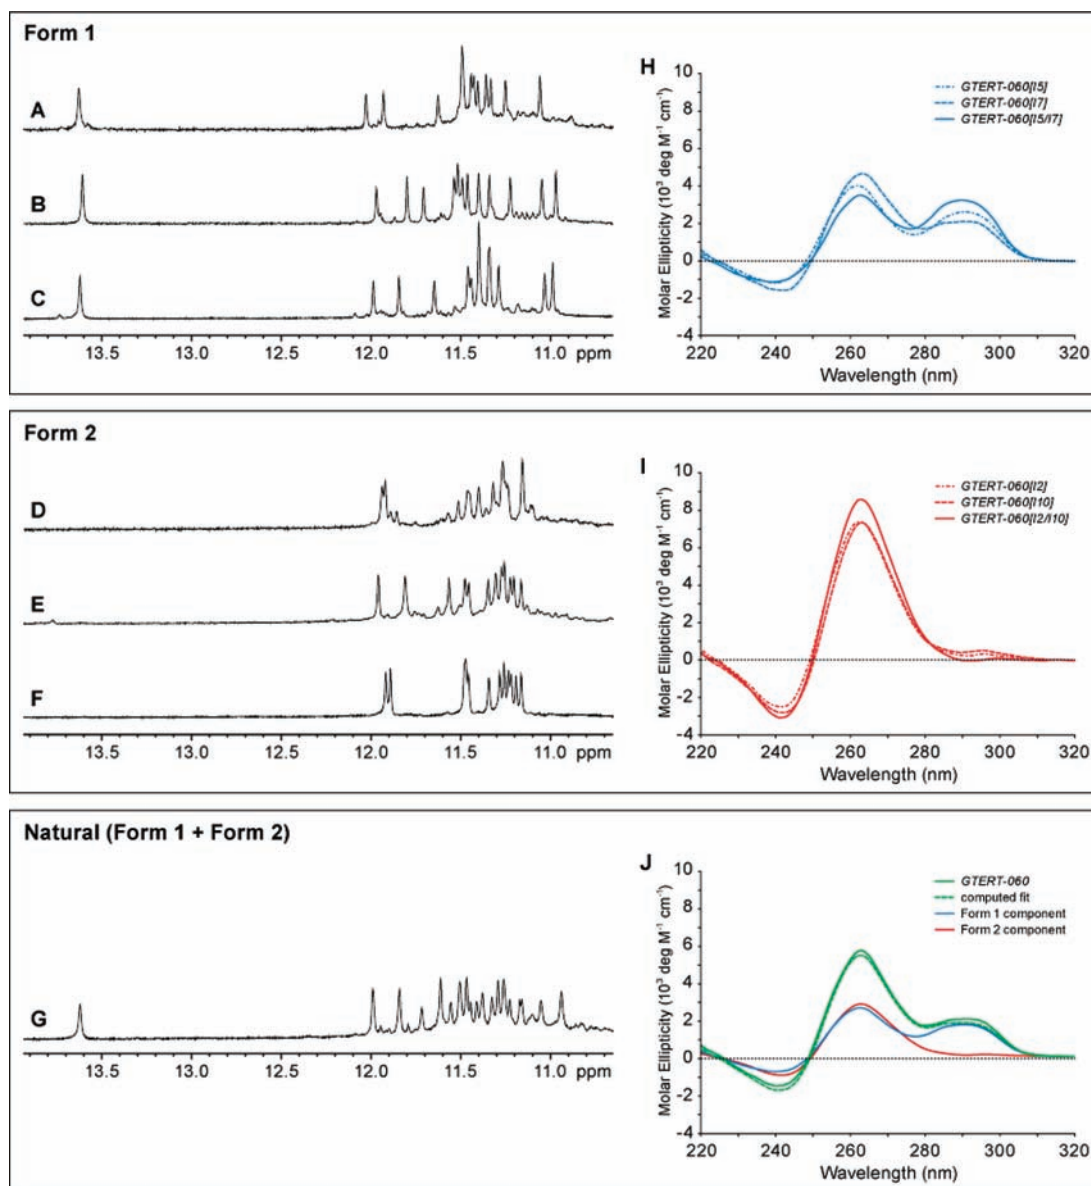 Form 1
A
B
C
13.5 13.0 12.5 12.0 11.5 11.0 ppm
H
Molar Ellipticity (10³ deg M⁻¹ cm⁻¹)
10
8
6
4
2
0
-2
-4
220 240 260 280 300 320
Wavelength (nm)
GTERT-060[I5]
GTERT-060[I7]
GTERT-060[I5/I7]
Form 2
D
E
F
13.5 13.0 12.5 12.0 11.5 11.0 ppm
I
Molar Ellipticity (10³ deg M⁻¹ cm⁻¹)
10
8
6
4
2
0
-2
-4
220 240 260 280 300 320
Wavelength (nm)
GTERT-060[I2]
GTERT-060[I10]
GTERT-060[I2/I10]
Natural (Form 1 + Form 2)
G
13.5 13.0 12.5 12.0 11.5 11.0 ppm
J
Molar Ellipticity (10³ deg M⁻¹ cm⁻¹)
10
8
6
4
2
0
-2
-4
220 240 260 280 300 320
Wavelength (nm)
GTERT-060
computed fit
Form 1 component
Form 2 component